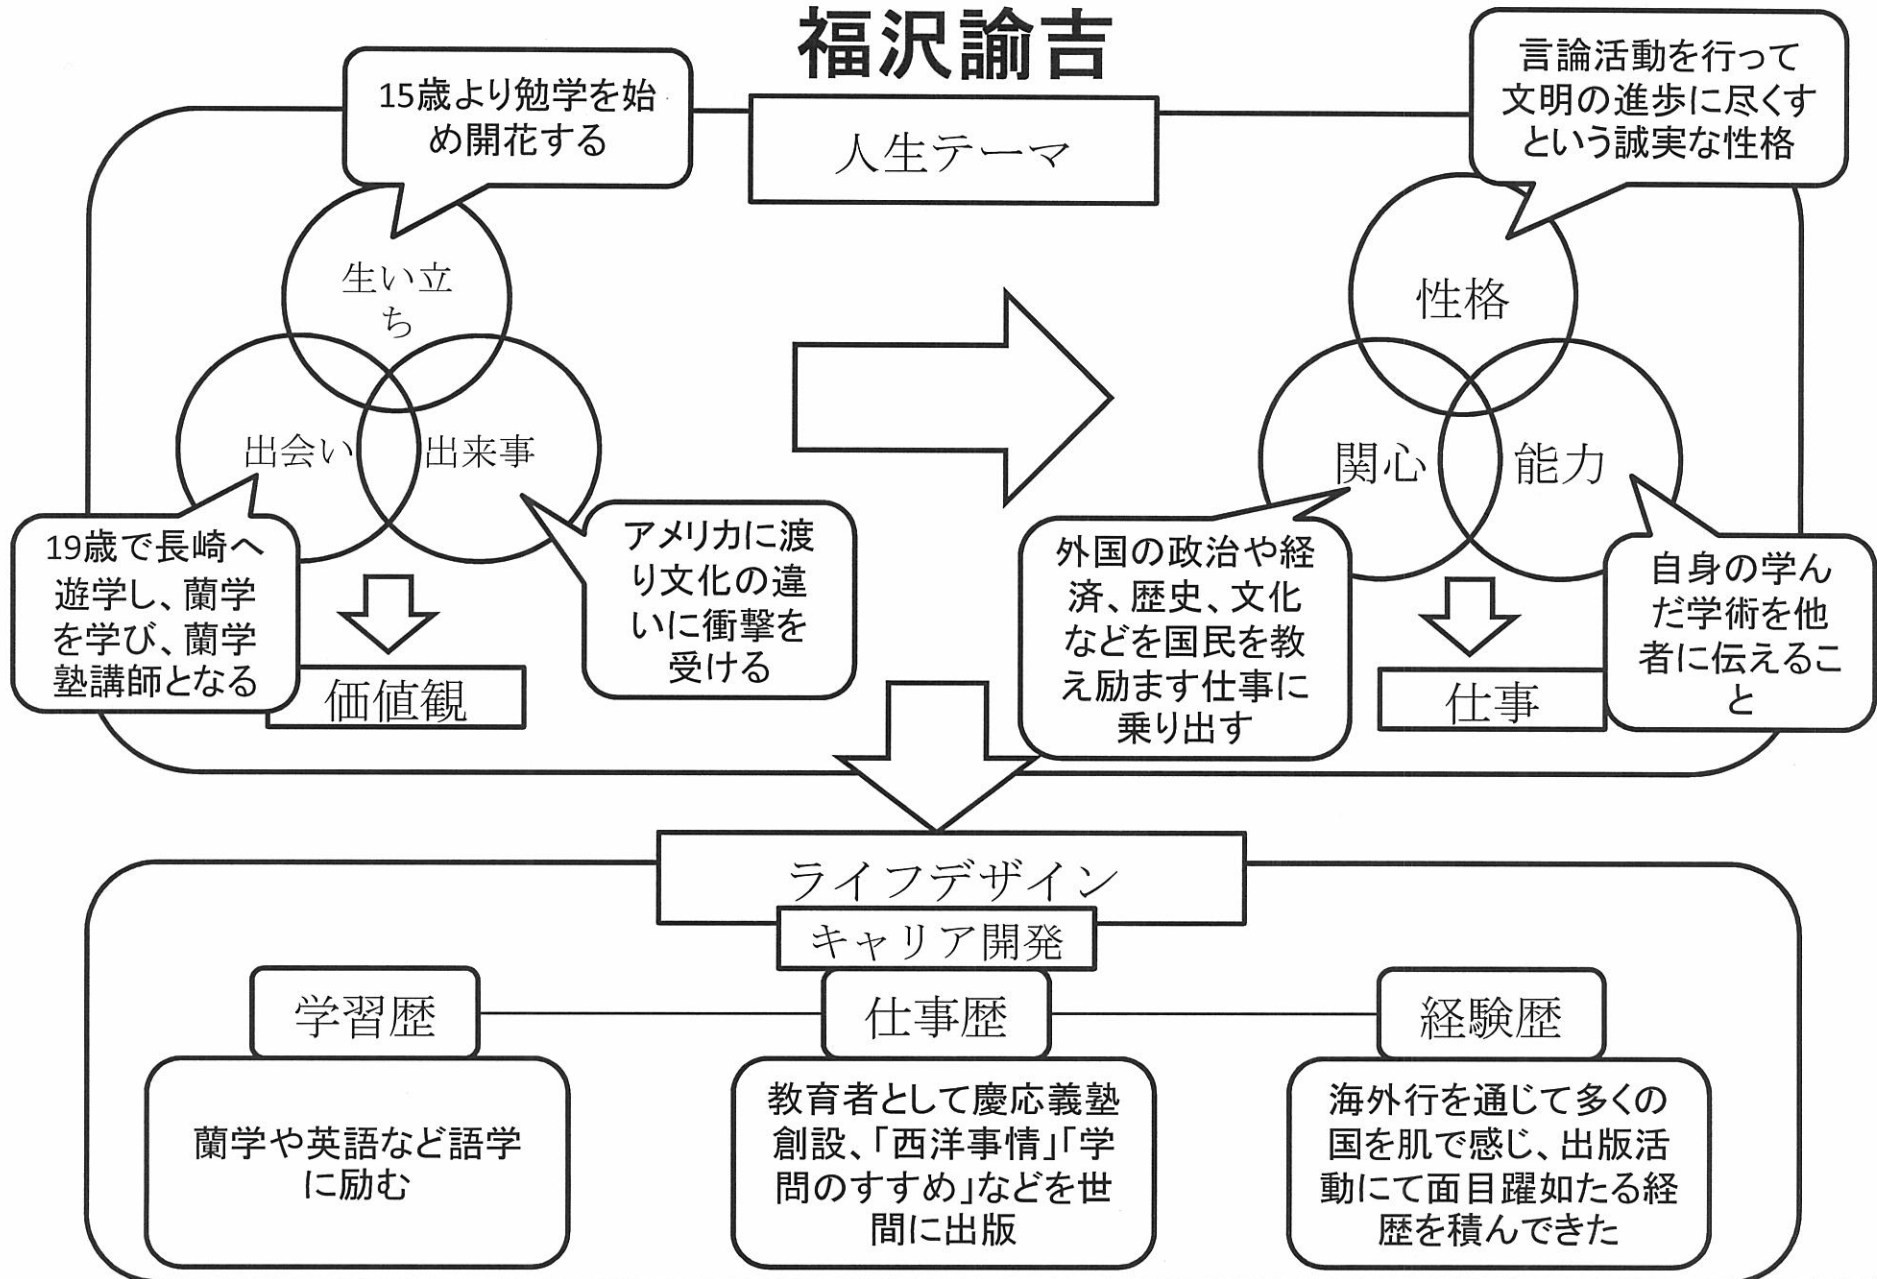 福沢諭吉
15歳より勉学を始
め開花する
人生テーマ
言論活動を行って
文明の進歩に尽くす
という誠実な性格
生い立
ち
出会い
出来事
性格
関心
能力
19歳で長崎へ
遊学し、蘭学
を学び、蘭学
塾講師となる
アメリカに渡
り文化の違
いに衝撃を
受ける
外国の政治や経
済、歴史、文化
などを国民を教
え励ます仕事に
乗り出す
自身の学ん
だ学術を他
者に伝えるこ
と
価値観
仕事
ライフデザイン
キャリア開発
学習歴
仕事歴
経験歴
蘭学や英語など語学
に励む
教育者として慶応義塾
創設、「西洋事情」「学
問のすすめ」などを世
間に出版
海外行を通じて多くの
国を肌で感じ、出版活
動にて面目躍如たる経
歴を積んできた